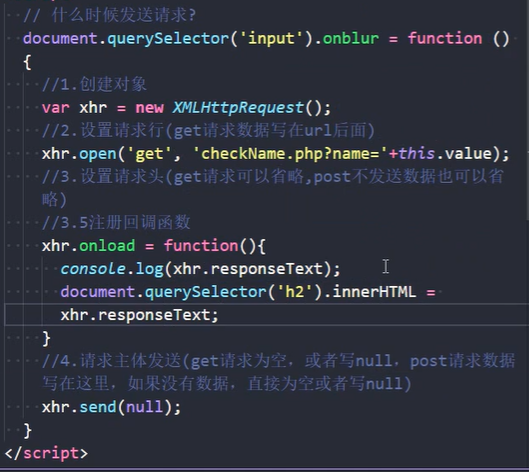 // 什么时候发送请求?
document.querySelector('input').onblur = function ()
{
//1.创建对象
var xhr = new XMLHttpRequest();
//2.设置请求行(get请求数据写在url后面)
xhr.open('get', 'checkName.php?name='+this.value);
//3.设置请求头(get请求可以省略,post不发送数据也可以省
略)
//3.5注册回调函数
xhr.onload = function(){
console.log(xhr.responseText);
document.querySelector('h2').innerHTML =
xhr.responseText;
}
//4.请求主体发送(get请求为空，或者写null，post请求数据
写在这里，如果没有数据，直接为空或者写null)
xhr.send(null);
}
</script>